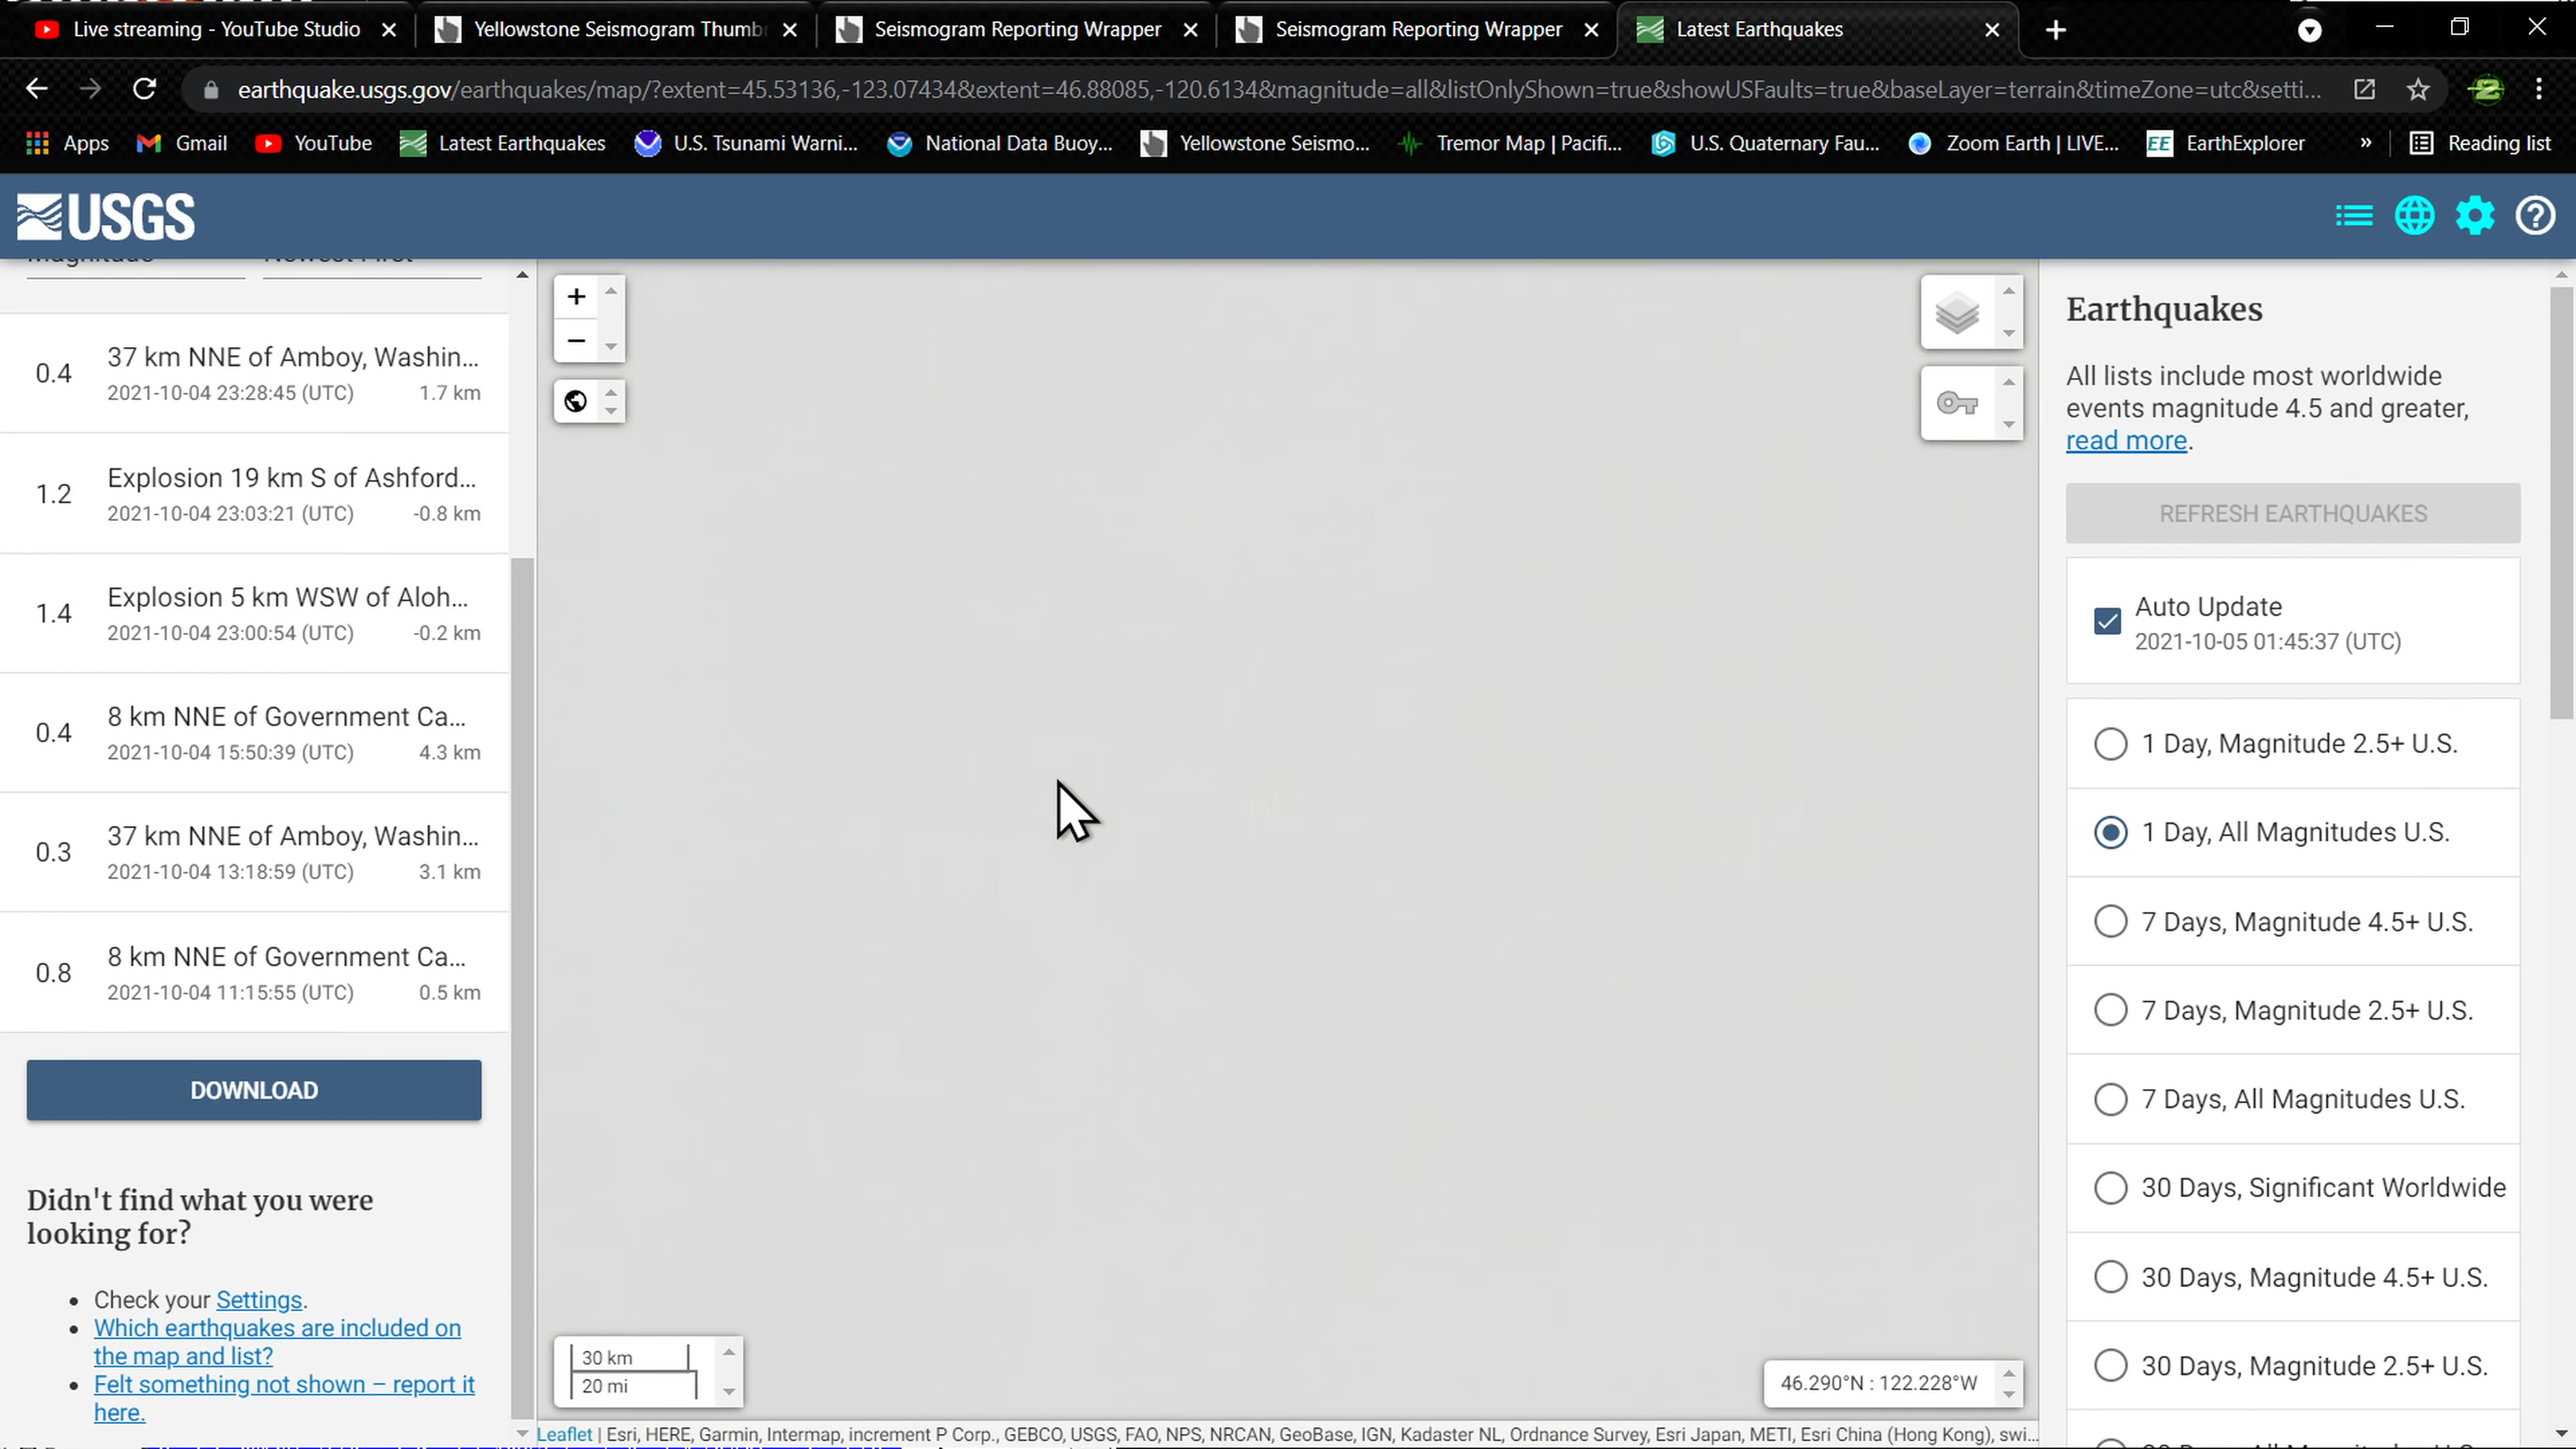 Live streaming - YouTube Studio
Yellowstone Seismogram Thumb
Seismogram Reporting Wrapper
Seismogram Reporting Wrapper
Latest Earthquakes
earthquake.usgs.gov/earthquakes/map/?extent=45.53136,-123.07434&extent=46.88085,-120.6134&magnitude=all&listOnlyShown=true&showUSFaults=true&baseLayer=terrain&timeZone=utc&setti...
Apps
Gmail
YouTube
Latest Earthquakes
U.S. Tsunami Warni...
National Data Buoy...
Yellowstone Seismo...
Tremor Map | Pacifi...
U.S. Quaternary Fau...
Zoom Earth | LIVE...
EE EarthExplorer
»
Reading list
USGS
Magnitude
Newest First
0.4
37 km NNE of Amboy, Washin...
2021-10-04 23:28:45 (UTC) 1.7 km
1.2
Explosion 19 km S of Ashford...
2021-10-04 23:03:21 (UTC) -0.8 km
1.4
Explosion 5 km WSW of Aloh...
2021-10-04 23:00:54 (UTC) -0.2 km
0.4
8 km NNE of Government Ca...
2021-10-04 15:50:39 (UTC) 4.3 km
0.3
37 km NNE of Amboy, Washin...
2021-10-04 13:18:59 (UTC) 3.1 km
0.8
8 km NNE of Government Ca...
2021-10-04 11:15:55 (UTC) 0.5 km
DOWNLOAD
Didn't find what you were
looking for?
• Check your Settings.
• Which earthquakes are included on
the map and list?
• Felt something not shown – report it
here.
+
−
30 km
20 mi
46.290°N : 122.228°W
Leaflet | Esri, HERE, Garmin, Intermap, increment P Corp., GEBCO, USGS, FAO, NPS, NRCAN, GeoBase, IGN, Kadaster NL, Ordnance Survey, Esri Japan, METI, Esri China (Hong Kong), swi...
Earthquakes
All lists include most worldwide
events magnitude 4.5 and greater,
read more.
REFRESH EARTHQUAKES
Auto Update
2021-10-05 01:45:37 (UTC)
1 Day, Magnitude 2.5+ U.S.
1 Day, All Magnitudes U.S.
7 Days, Magnitude 4.5+ U.S.
7 Days, Magnitude 2.5+ U.S.
7 Days, All Magnitudes U.S.
30 Days, Significant Worldwide
30 Days, Magnitude 4.5+ U.S.
30 Days, Magnitude 2.5+ U.S.